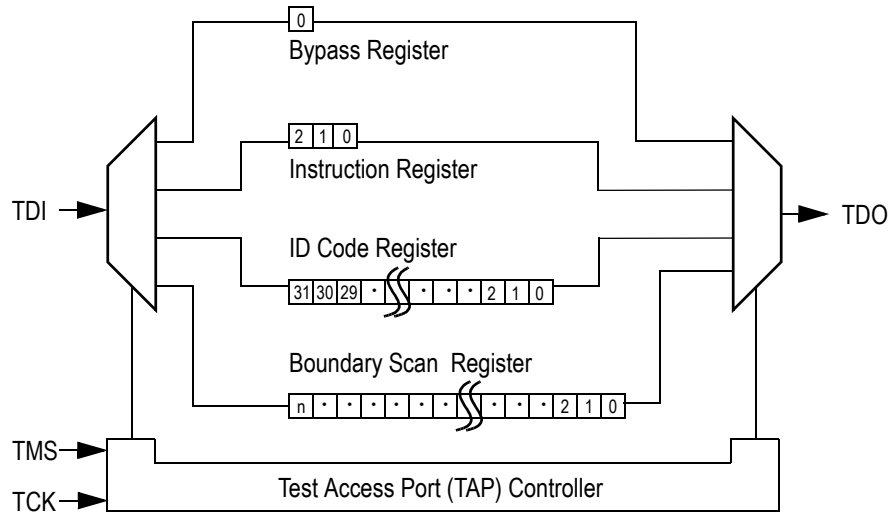 0
Bypass Register
2 1 0
Instruction Register
TDI
TDO
ID Code Register
31 30 29 · · · · 2 1 0
Boundary Scan Register
n · · · · · · · · · 2 1 0
TMS
Test Access Port (TAP) Controller
TCK